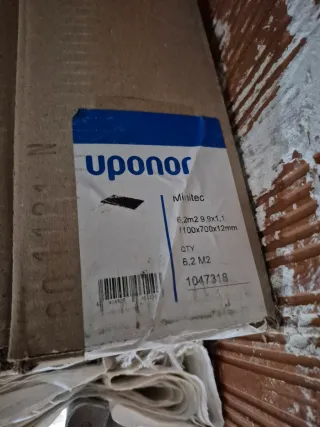 uponor
Minitec
6,2m2 9,9x1,1
1100x700x12mm
QTY
6,2 M2
1047318